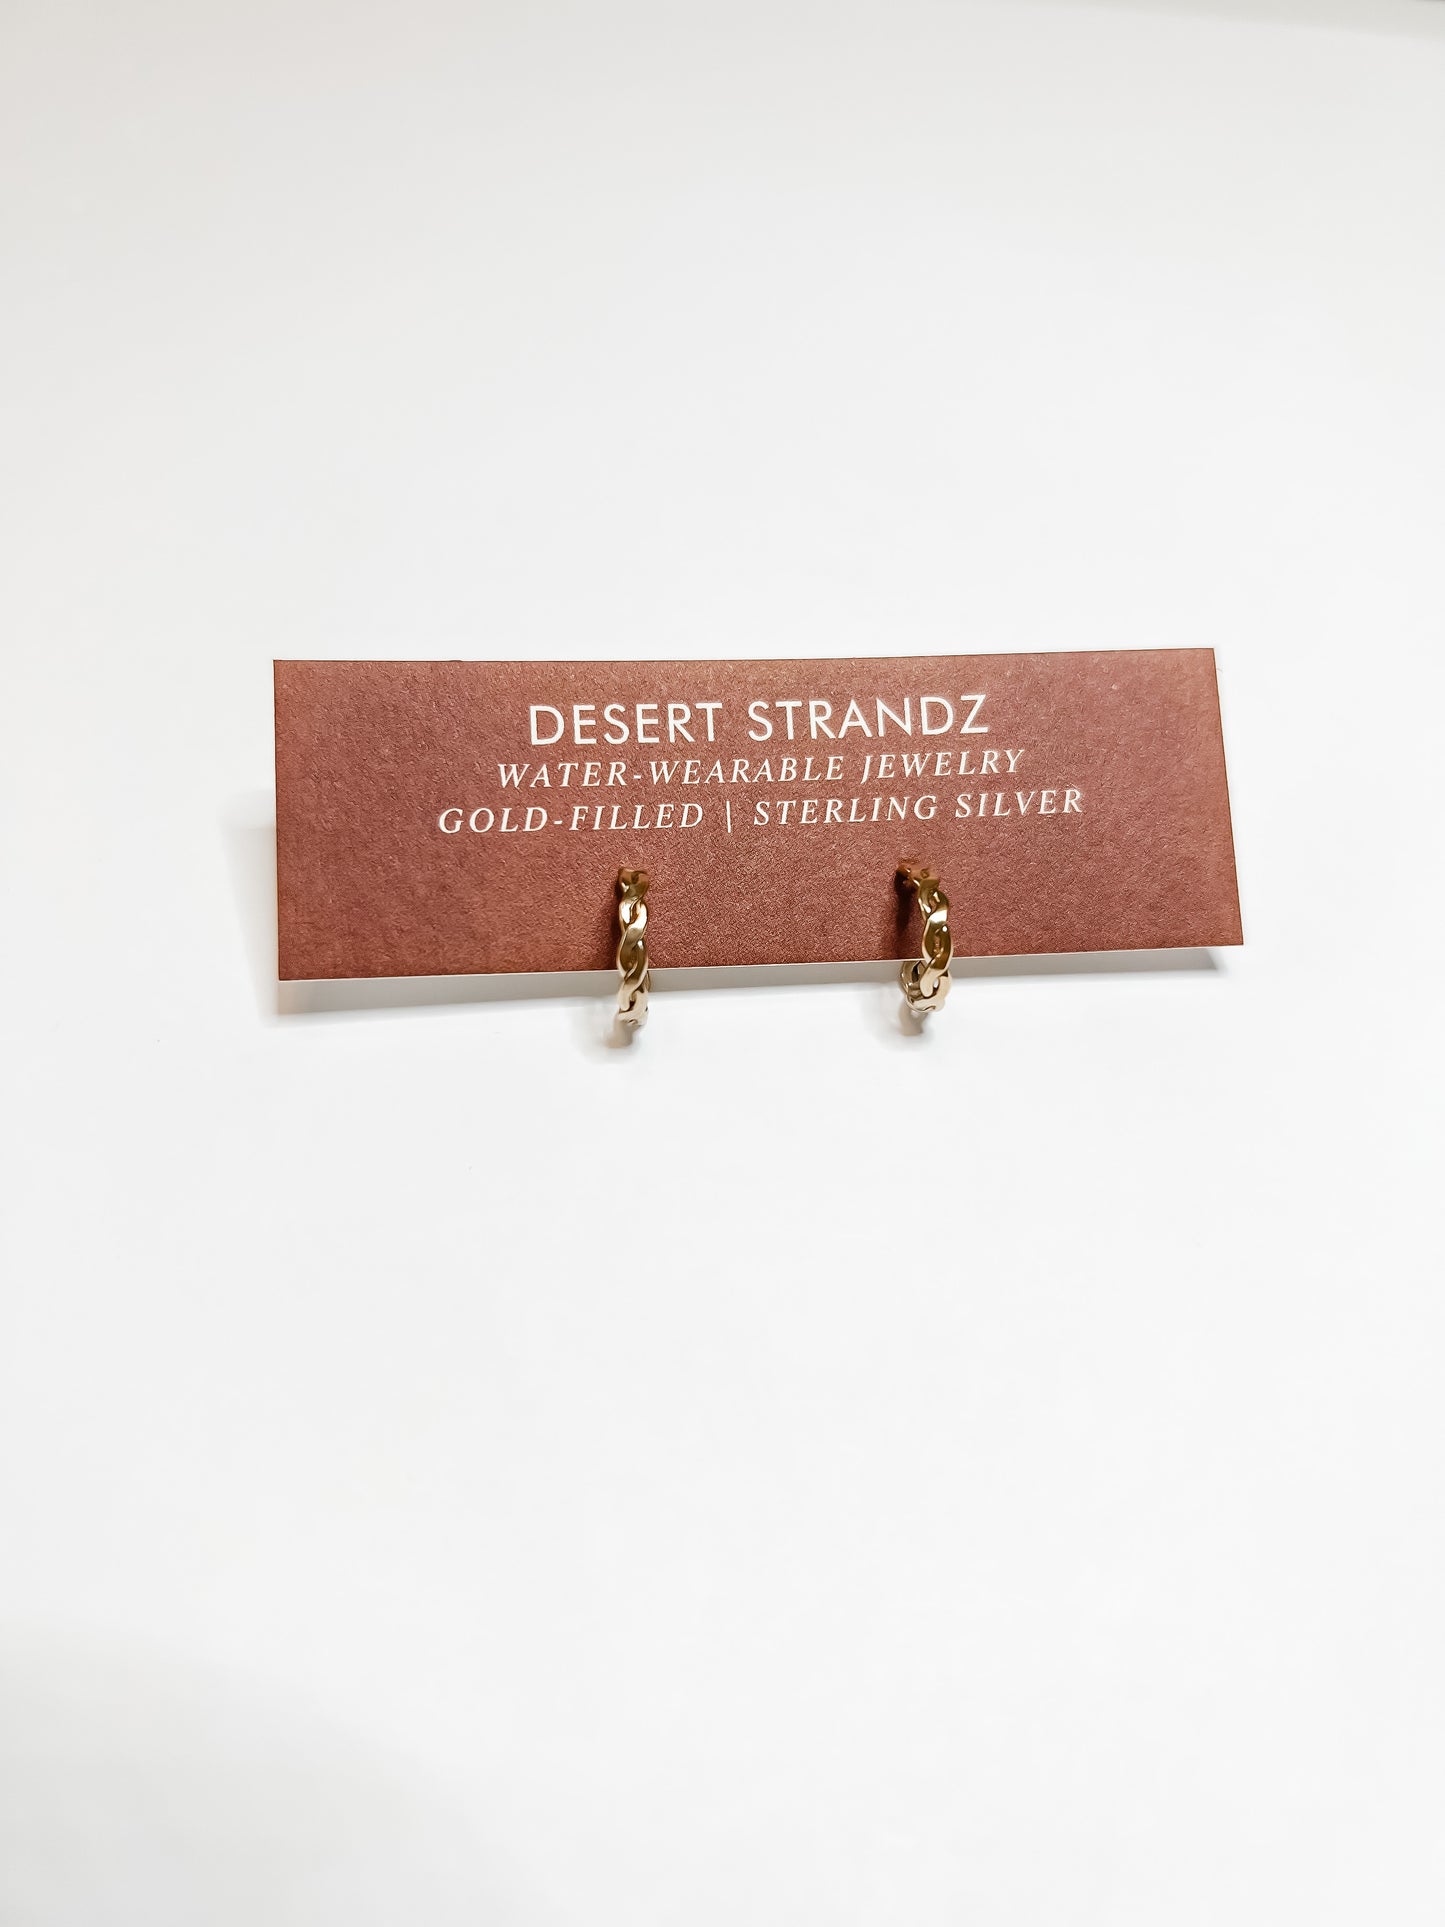 DESERT STRANDZ
WATER-WEARABLE JEWELRY
GOLD-FILLED | STERLING SILVER